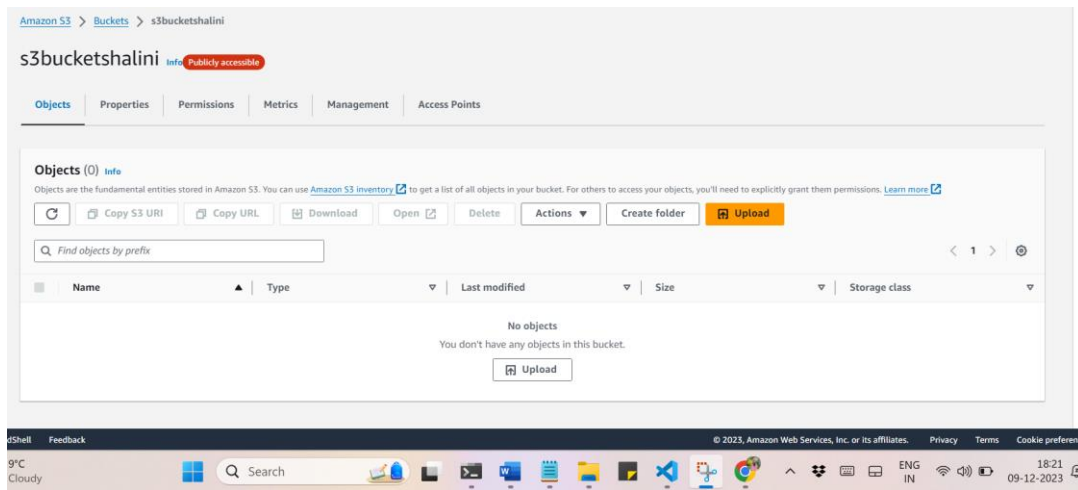 Amazon S3 > Buckets > s3bucketshalini
s3bucketshalini Info Publicly accessible
Objects Properties Permissions Metrics Management Access Points
Objects (0) Info
Objects are the fundamental entities stored in Amazon S3. You can use Amazon S3 inventory to get a list of all objects in your bucket. For others to access your objects, you'll need to explicitly grant them permissions. Learn more
Copy S3 URI Copy URL Download Open Delete Actions Create folder Upload
Find objects by prefix < 1 >
Name Type Last modified Size Storage class
No objects
You don't have any objects in this bucket.
Upload
dShell Feedback © 2023, Amazon Web Services, Inc. or its affiliates. Privacy Terms Cookie preferen
9°C Search ENG 18:21
Cloudy IN 09-12-2023